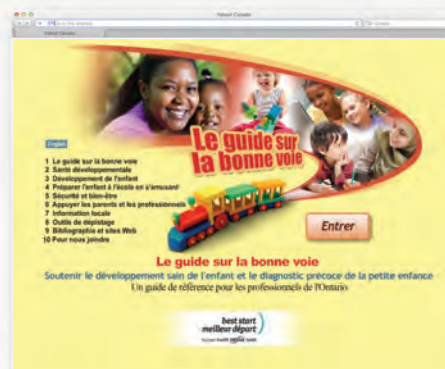 Yahoo! Canada
Yahoo! Canada
English
Le guide sur
la bonne voie
1 Le guide sur la bonne voie
2 Santé développementale
3 Développement de l'enfant
4 Préparer l'enfant à l'école en s'amusant
5 Sécurité et bien-être
6 Appuyer les parents et les professionnels
7 Information locale
8 Outils de dépistage
9 Bibliographie et sites Web
10 Pour nous joindre
Entrer
Le guide sur la bonne voie
Soutenir le développement sain de l'enfant et le diagnostic précoce de la petite enfance
Un guide de référence pour les professionnels de l'Ontario
best start
meilleur départ